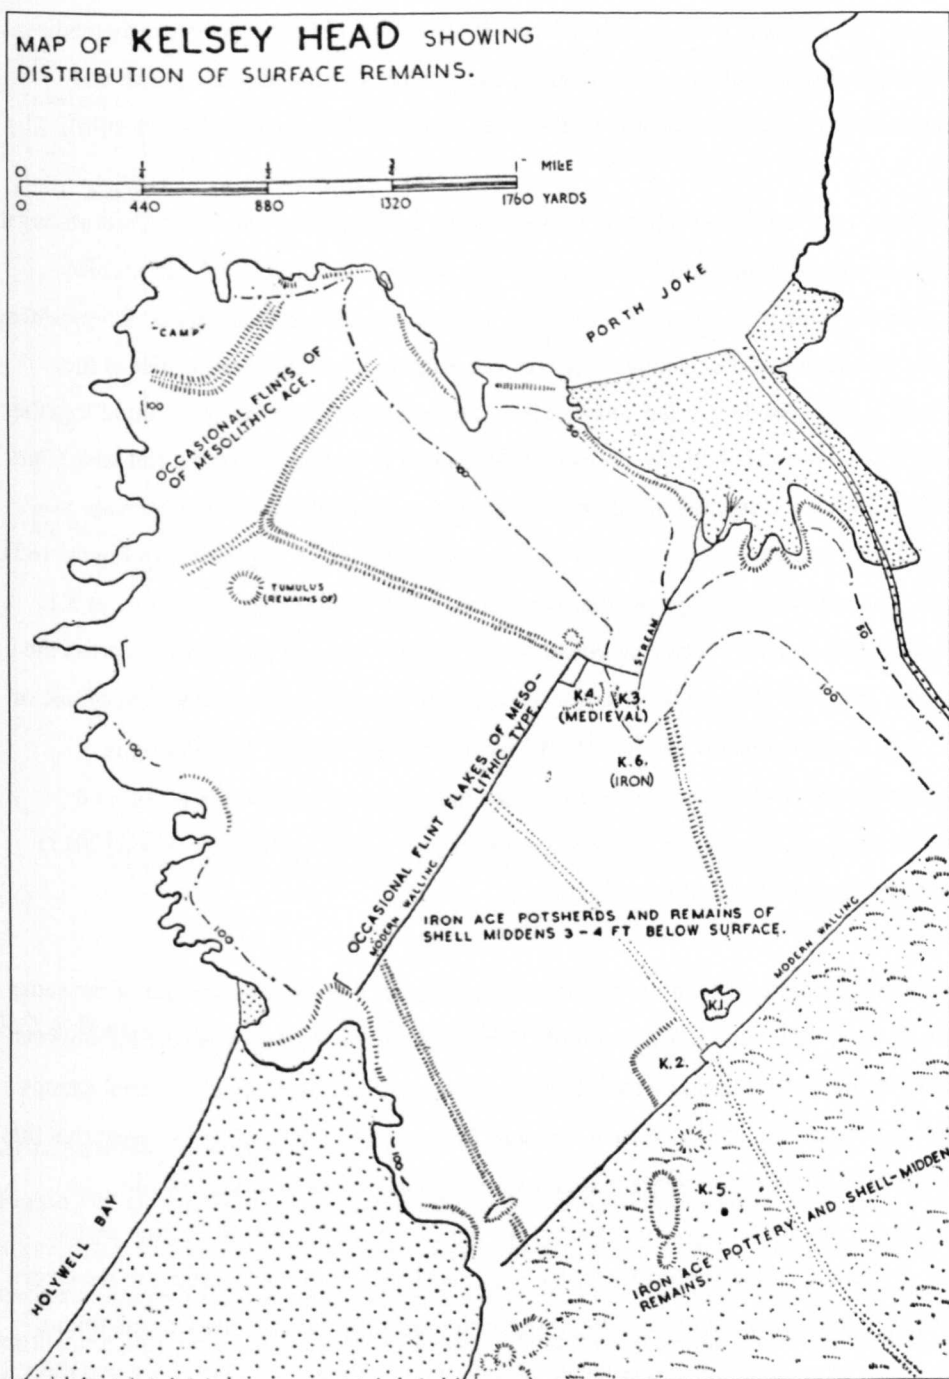 MAP OF KELSEY HEAD SHOWING
DISTRIBUTION OF SURFACE REMAINS.
0 1/4 1/2 3/4 1 MILE
0 440 880 1320 1760 YARDS
PORTH JOKE
"CAMP"
100
OCCASIONAL FLINTS OF
OF MESOLITHIC AGE.
50
TUMULUS
(REMAINS OF)
STREAM
50
K4. K3.
(MEDIEVAL)
100
K.6.
(IRON)
100
OCCASIONAL FLINT FLAKES OF MESO-
LITHIC TYPE.
MODERN WALLING
100
IRON AGE POTSHERDS AND REMAINS OF
SHELL MIDDENS 3-4 FT BELOW SURFACE.
MODERN WALLING
K1.
K.2.
100
K.5.
HOLYWELL BAY
IRON AGE POTTERY AND SHELL-MIDDEN
REMAINS.